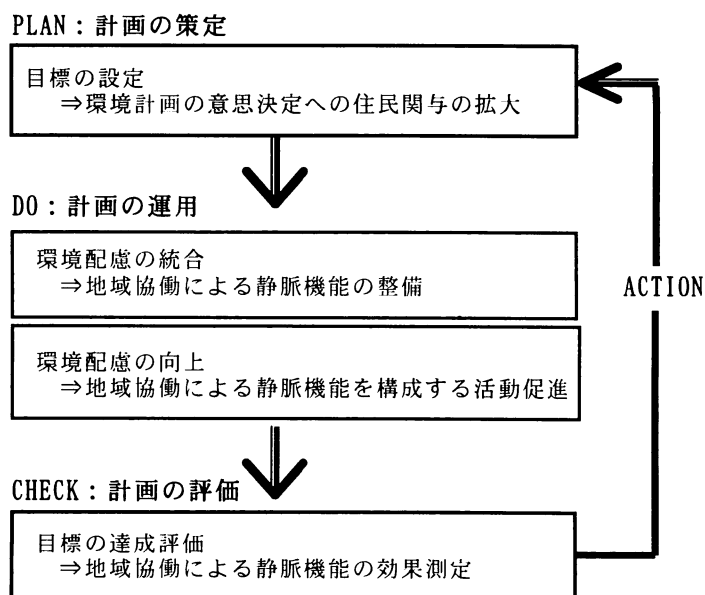 PLAN：計画の策定
目標の設定
⇒環境計画の意思決定への住民関与の拡大
DO：計画の運用
環境配慮の統合
⇒地域協働による静脈機能の整備
ACTION
環境配慮の向上
⇒地域協働による静脈機能を構成する活動促進
CHECK：計画の評価
目標の達成評価
⇒地域協働による静脈機能の効果測定